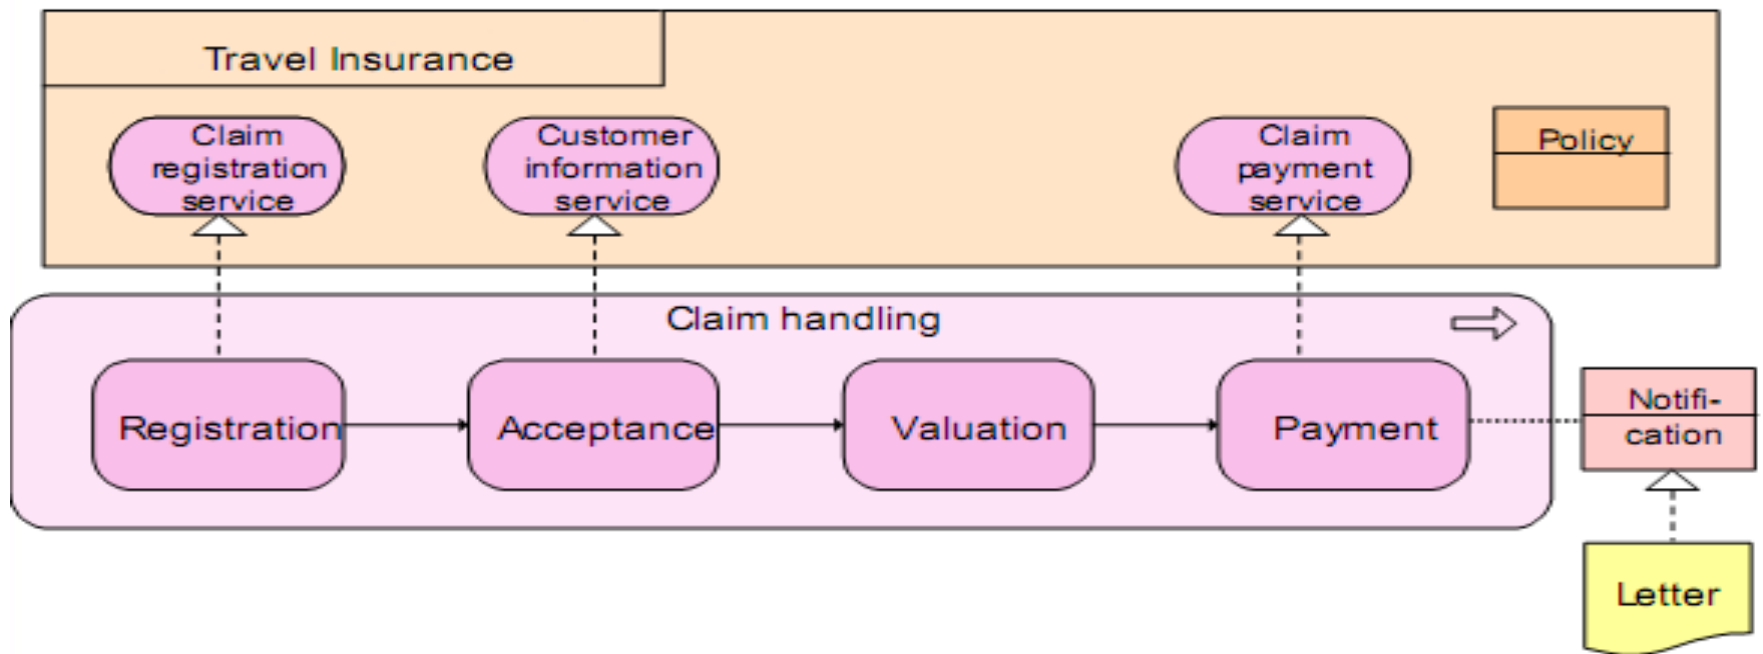 Travel Insurance
Claim
registration
service
Customer
information
service
Claim
payment
service
Policy
Claim handling
Registration
Acceptance
Valuation
Payment
Notifi-
cation
Letter